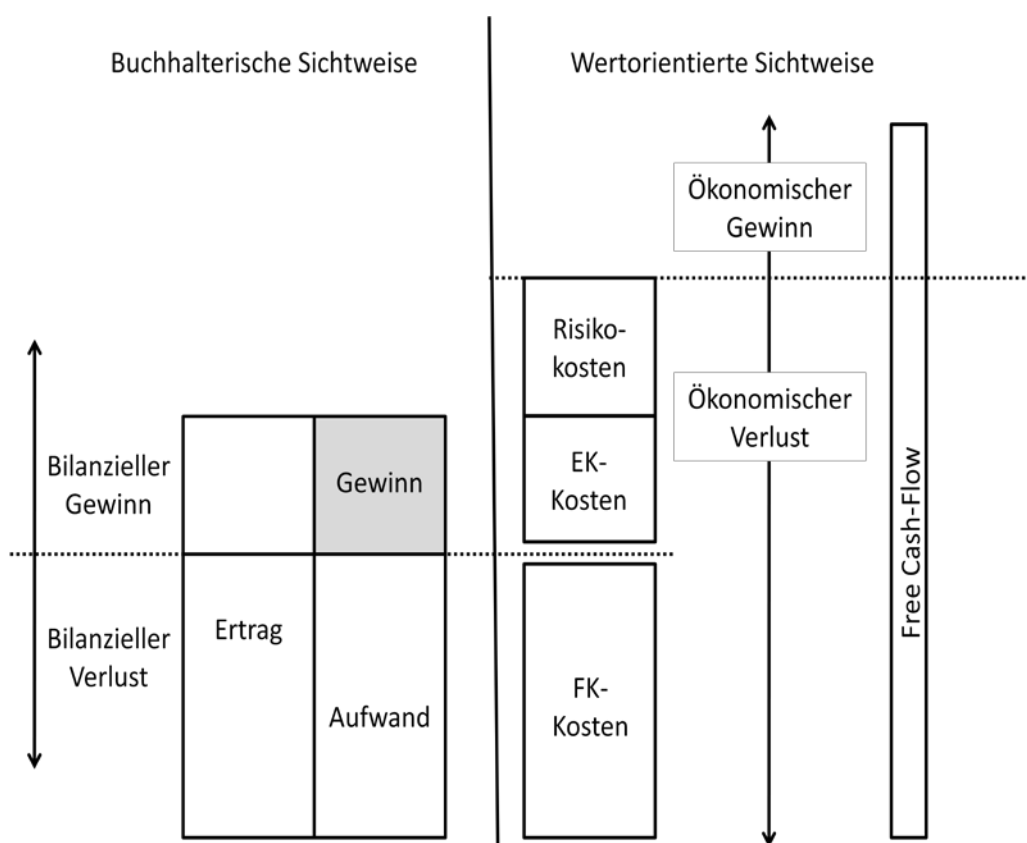 Buchhalterische Sichtweise
Wertorientierte Sichtweise
Bilanzieller
Gewinn
Bilanzieller
Verlust
Ertrag
Gewinn
Aufwand
Risiko-
kosten
EK-
Kosten
FK-
Kosten
Ökonomischer
Gewinn
Ökonomischer
Verlust
Free Cash-Flow